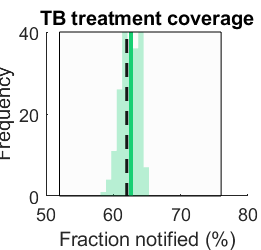 TB treatment coverage
40
20
0
Frequency
50 60 70 80
Fraction notified (%)